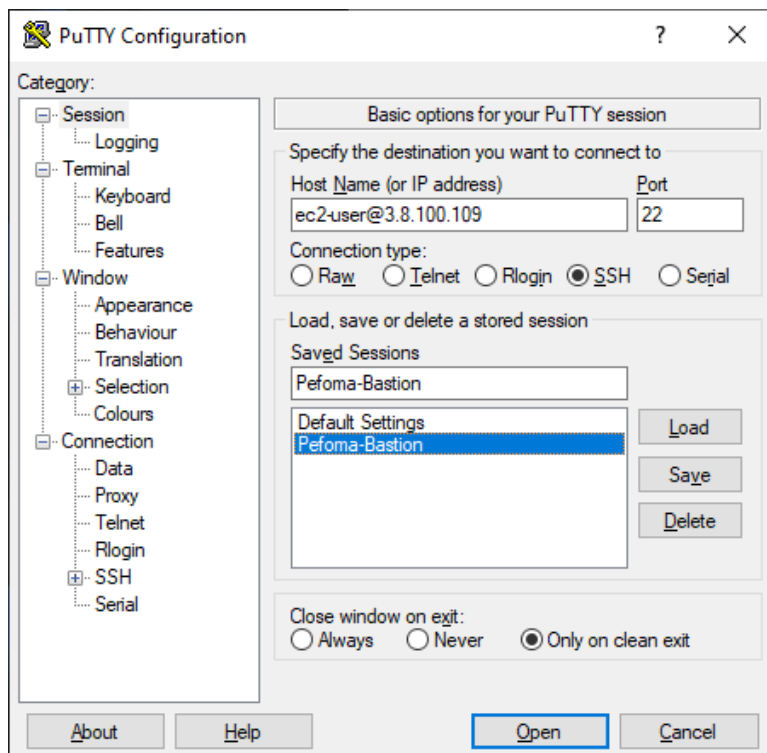 PuTTY Configuration
?
Category:
Session
Logging
Terminal
Keyboard
Bell
Features
Window
Appearance
Behaviour
Translation
Selection
Colours
Connection
Data
Proxy
Telnet
Rlogin
SSH
Serial
Basic options for your PuTTY session
Specify the destination you want to connect to
Host Name (or IP address) Port
ec2-user@3.8.100.109 22
Connection type:
Raw Telnet Rlogin SSH Serial
Load, save or delete a stored session
Saved Sessions
Pefoma-Bastion
Default Settings
Pefoma-Bastion
Load
Save
Delete
Close window on exit:
Always Never Only on clean exit
About Help Open Cancel